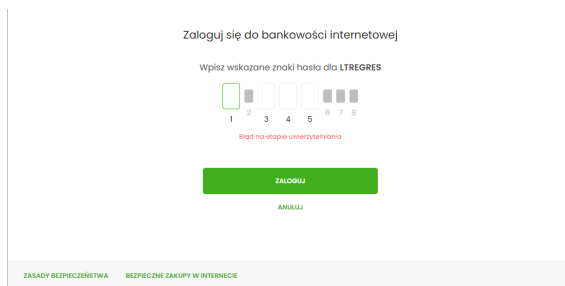 Zaloguj się do bankowości internetowej
Wpisz wskazane znaki hasła dla LTREGRES
1 2 3 4 5 6 7 8
Błąd na etapie uwierzytelniania
ZALOGUJ
ANULUJ
ZASADY BEZPIECZEŃSTWA BEZPIECZNE ZAKUPY W INTERNECIE